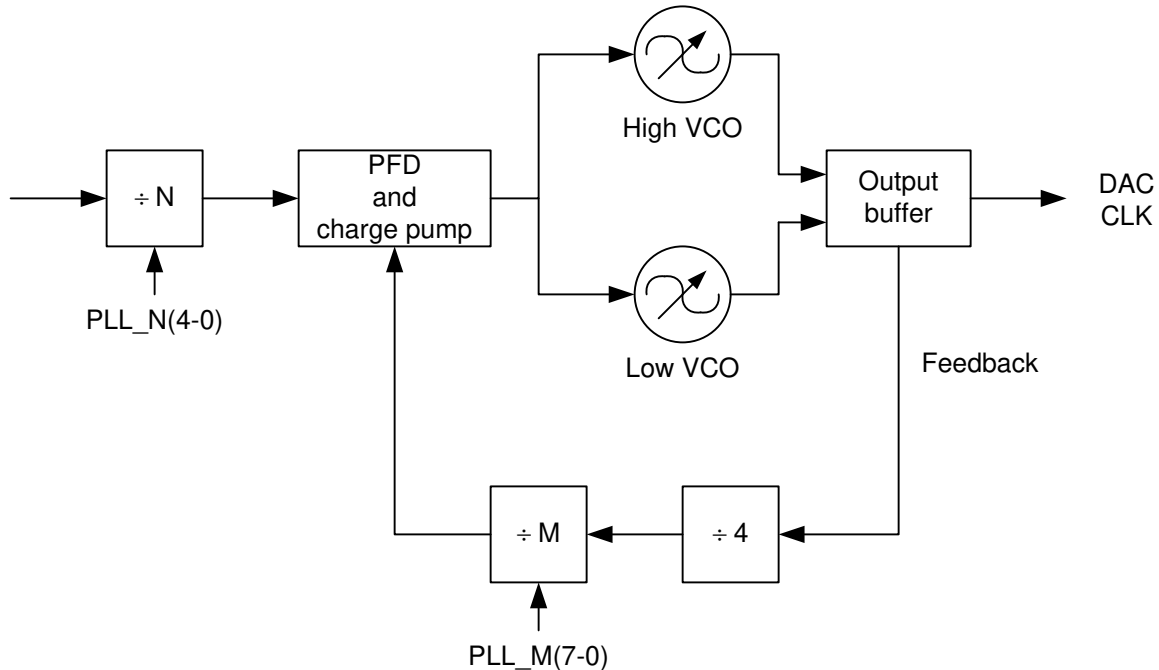 High VCO
÷ N
PFD
and
charge pump
Output
buffer
DAC
CLK
PLL_N(4-0)
Low VCO
Feedback
÷ M
÷ 4
PLL_M(7-0)